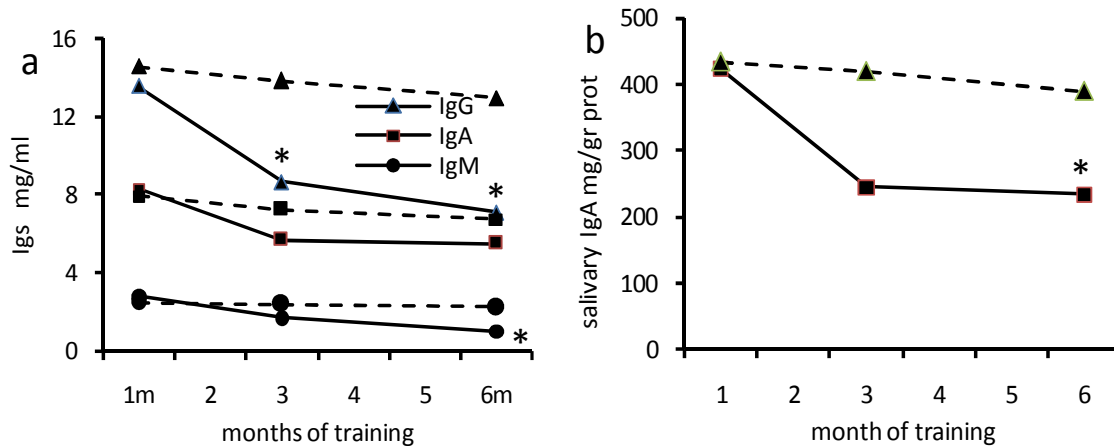 a
Igs mg/ml
16
12
8
4
0
IgG
IgA
IgM
*
*
*
1m 2 3 4 5 6m
months of training
b
salivary IgA mg/gr prot
500
400
300
200
100
0
*
1 2 3 4 5 6
month of training